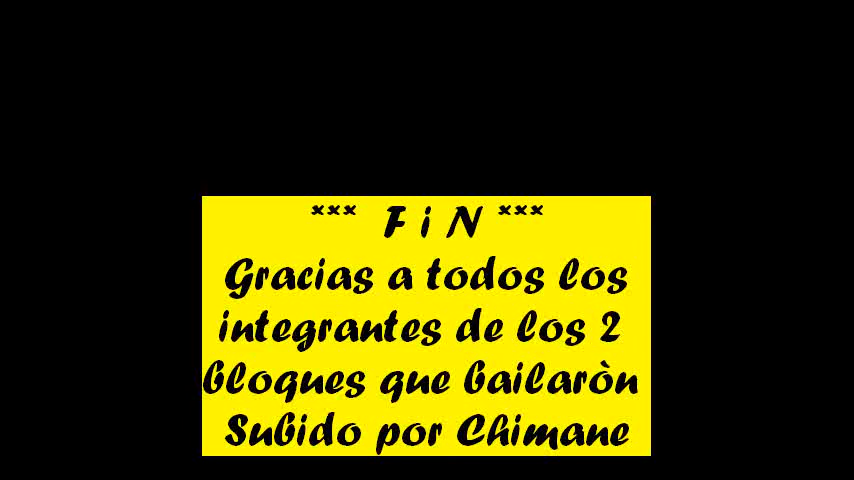 *** F i N ***
Gracias a todos los
integrantes de los 2
bloques que bailaròn
Subido por Chimane